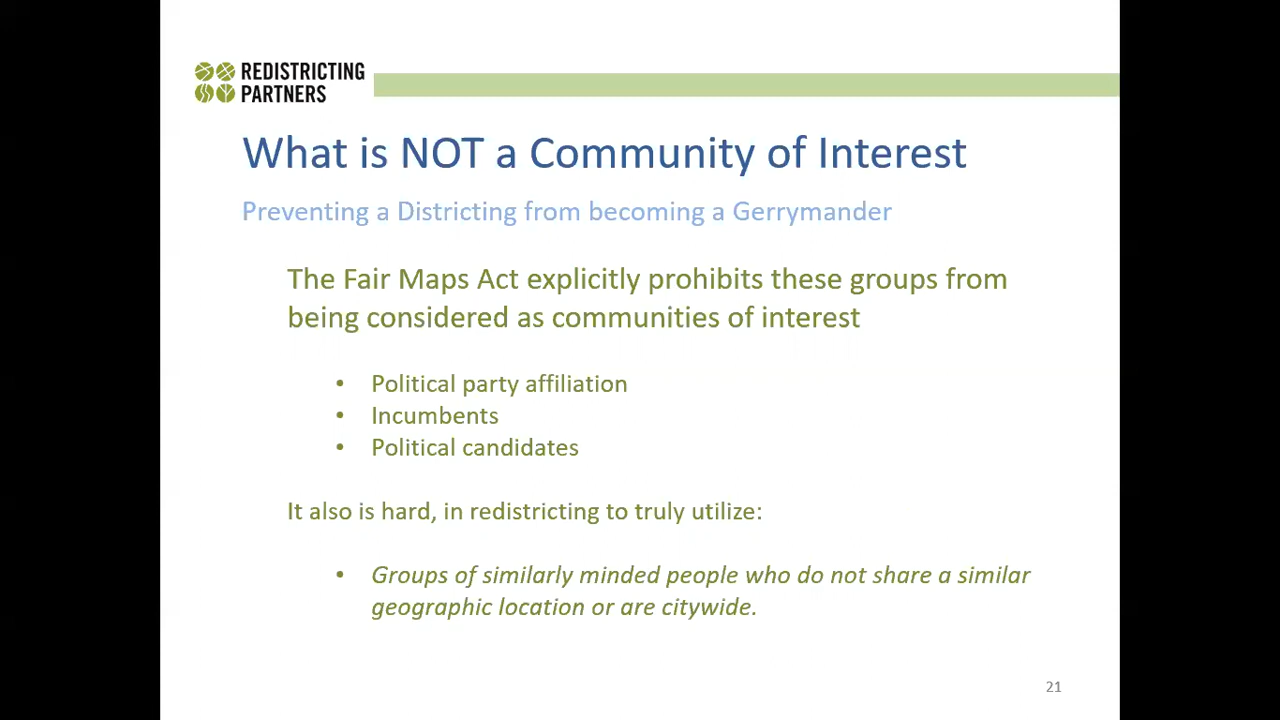 REDISTRICTING
PARTNERS
What is NOT a Community of Interest
Preventing a Districting from becoming a Gerrymander
The Fair Maps Act explicitly prohibits these groups from
being considered as communities of interest
• Political party affiliation
• Incumbents
• Political candidates
It also is hard, in redistricting to truly utilize:
• Groups of similarly minded people who do not share a similar
geographic location or are citywide.
21